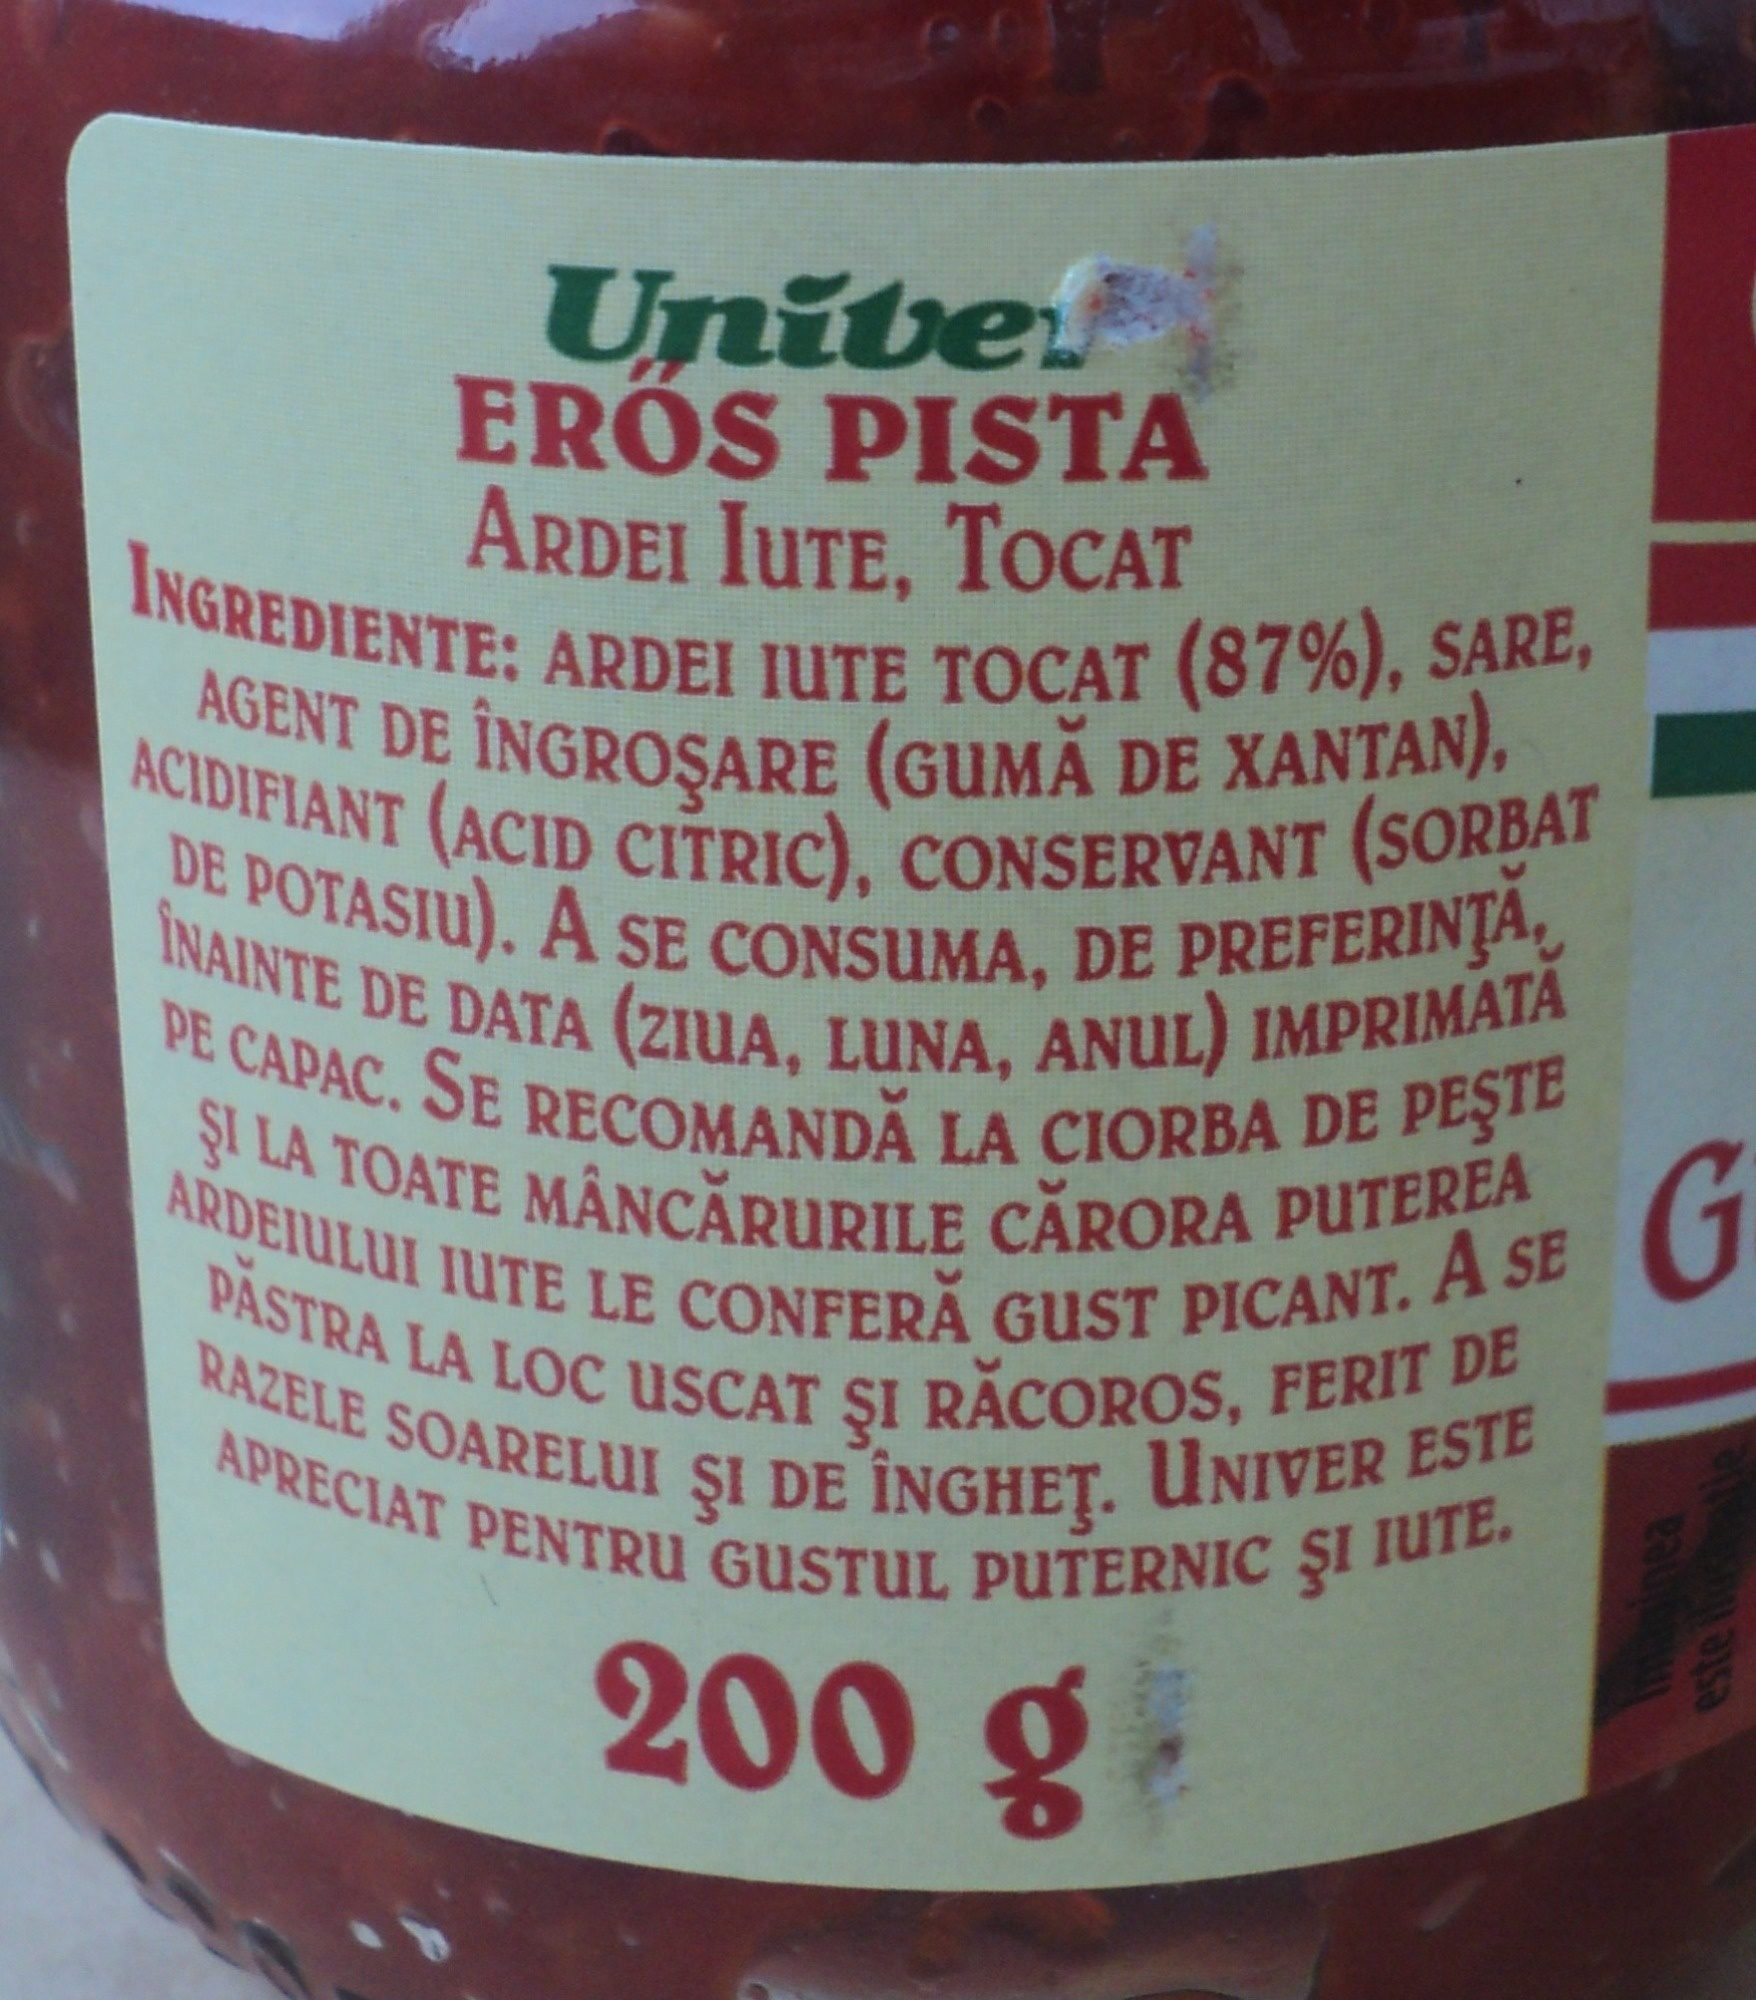 Univer
ERŐS PISTA
ARDEI IUTE, TOCAT
INGREDIENTE: ARDEI IUTE TOCAT (87%), SARE,
AGENT DE ÎNGROŞARE (GUMĂ DE XANTAN),
ACIDIFIANT (ACID CITRIC), CONSERVANT (SORBAT
DE POTASIU). A SE CONSUMA, DE PREFERINŢĂ,
ÎNAINTE DE DATA (ZIUA, LUNA, ANUL) IMPRIMATĂ
PE CAPAC. SE RECOMANDĂ LA CIORBA DE PEŞTE
ŞI LA TOATE MÂNCĂRURILE CĂRORA PUTEREA
ARDEIULUI IUTE LE CONFERĂ GUST PICANT. A SE
PĂSTRA LA LOC USCAT ŞI RĂCOROS, FERIT DE
RAZELE SOARELUI ŞI DE ÎNGHEŢ. UNIVER ESTE
APRECIAT PENTRU GUSTUL PUTERNIC ŞI IUTE.
200 g
Imaginea
este